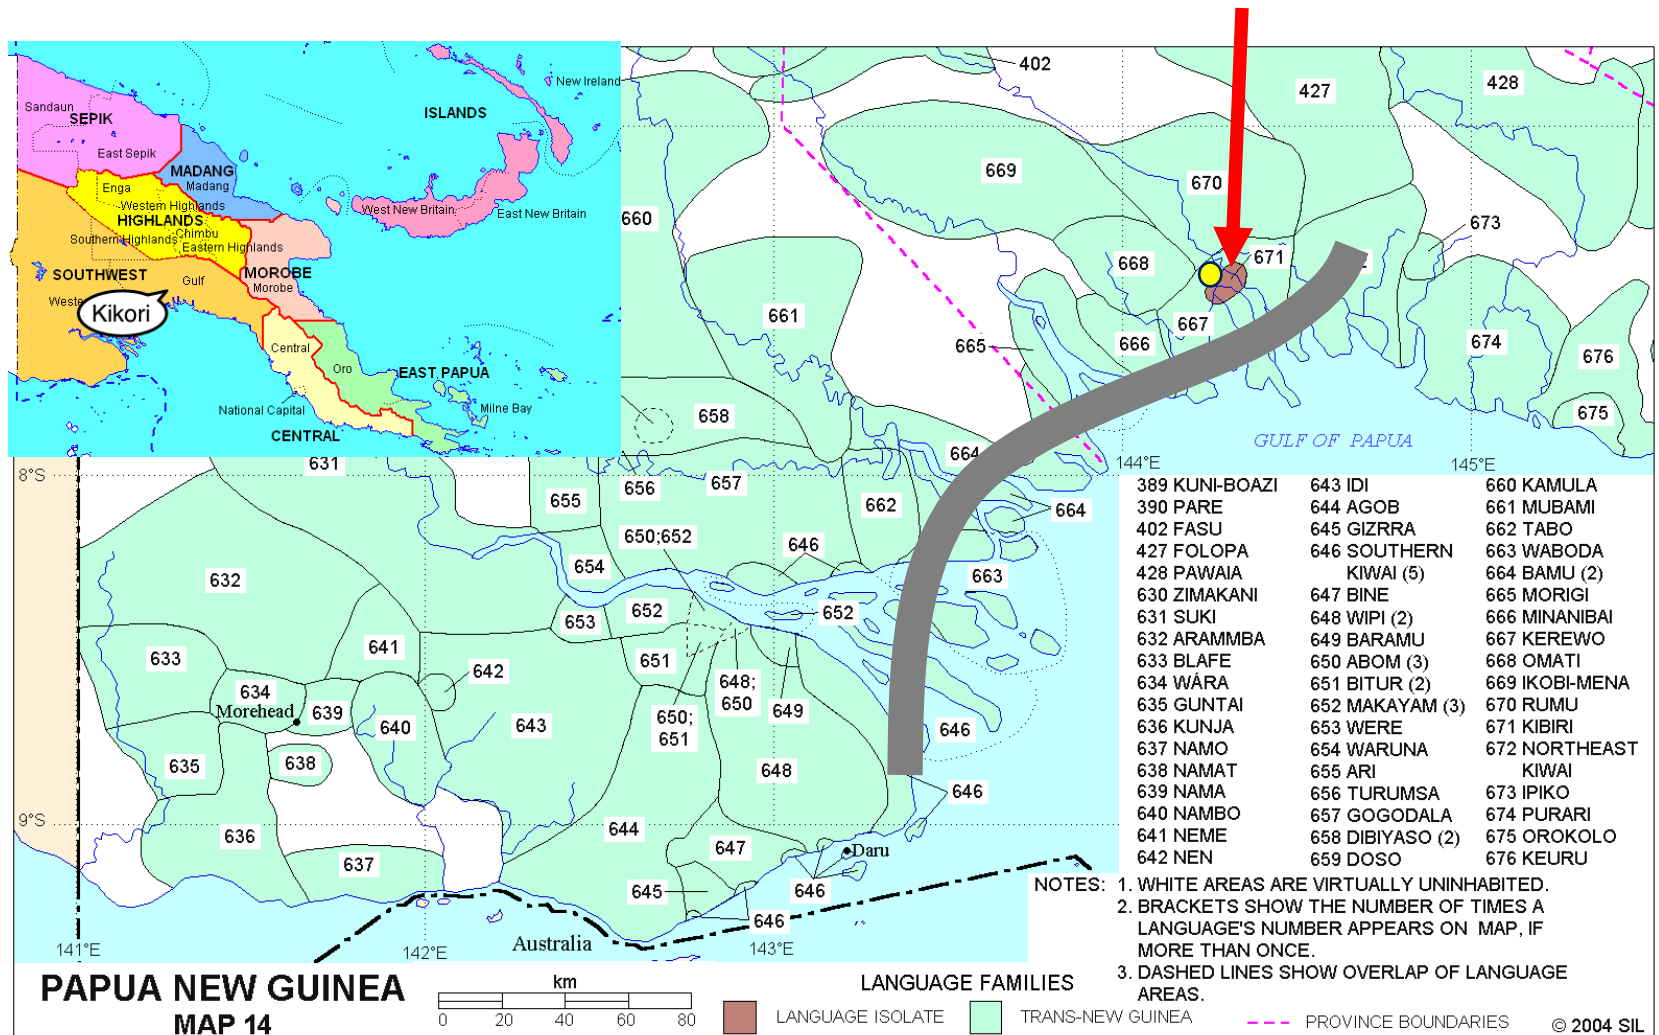 402
427
428
New Ireland
ISLANDS
Sandaun
SEPIK
East Sepik
MADANG
Madang
Enga
Western Highlands
HIGHLANDS
Chimbu
Southern Highlands
Eastern Highlands
West New Britain
East New Britain
SOUTHWEST
Gulf
MOROBE
Morobe
Kikori
Central
Oro
EAST PAPUA
National Capital
Milne Bay
CENTRAL
660
669
670
673
668
671
661
667
665
666
674
676
675
658
GULF OF PAPUA
664
144°E
145°E
8°S
631
655
656
657
662
664
650;652
646
654
663
632
652
652
653
641
633
651
642
634
648;
650
Morehead
639
650;
651
649
640
643
646
635
638
648
646
9°S
636
644
647
Daru
637
645
646
646
141°E
142°E
143°E
Australia
389 KUNI-BOAZI
390 PARE
402 FASU
427 FOLOPA
428 PAWAIA
630 ZIMAKANI
631 SUKI
632 ARAMMBA
633 BLAFE
634 WÁRA
635 GUNTAI
636 KUNJA
637 NAMO
638 NAMAT
639 NAMA
640 NAMBO
641 NEME
642 NEN
643 IDI
644 AGOB
645 GIZRRA
646 SOUTHERN
KIWAI (5)
647 BINE
648 WIPI (2)
649 BARAMU
650 ABOM (3)
651 BITUR (2)
652 MAKAYAM (3)
653 WERE
654 WARUNA
655 ARI
656 TURUMSA
657 GOGODALA
658 DIBIYASO (2)
659 DOSO
660 KAMULA
661 MUBAMI
662 TABO
663 WABODA
664 BAMU (2)
665 MORIGI
666 MINANIBAI
667 KEREWO
668 OMATI
669 IKOBI-MENA
670 RUMU
671 KIBIRI
672 NORTHEAST
KIWAI
673 IPIKO
674 PURARI
675 OROKOLO
676 KEURU
NOTES: 1. WHITE AREAS ARE VIRTUALLY UNINHABITED.
2. BRACKETS SHOW THE NUMBER OF TIMES A
LANGUAGE'S NUMBER APPEARS ON MAP, IF
MORE THAN ONCE.
3. DASHED LINES SHOW OVERLAP OF LANGUAGE
AREAS.
PAPUA NEW GUINEA
MAP 14
km
0 20 40 60 80
LANGUAGE FAMILIES
LANGUAGE ISOLATE
TRANS-NEW GUINEA
PROVINCE BOUNDARIES
© 2004 SIL